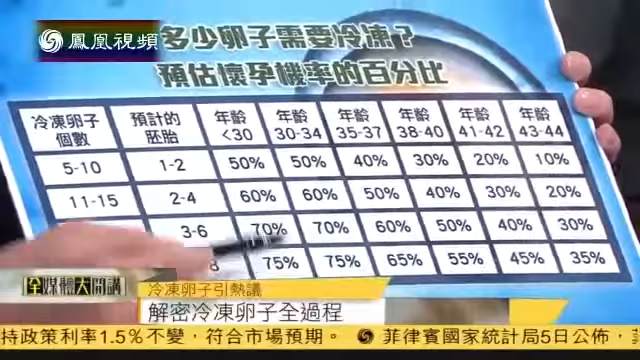 鳳凰視頻
多少卵子需要冷凍？
預估懷孕機率的百分比
冷凍卵子個數 預計的胚胎 年齡<30 年齡30-34 年齡35-37 年齡38-40 年齡41-42 年齡43-44
5-10 1-2 50% 50% 40% 30% 20% 10%
11-15 2-4 60% 60% 50% 40% 30% 20%
3-6 70% 70% 60% 50% 40% 30%
8 75% 75% 65% 55% 45% 35%
全媒體大開講
冷凍卵子引熱議
解密冷凍卵子全過程
持政策利率1.5%不變，符合市場預期。 菲律賓國家統計局5日公佈，